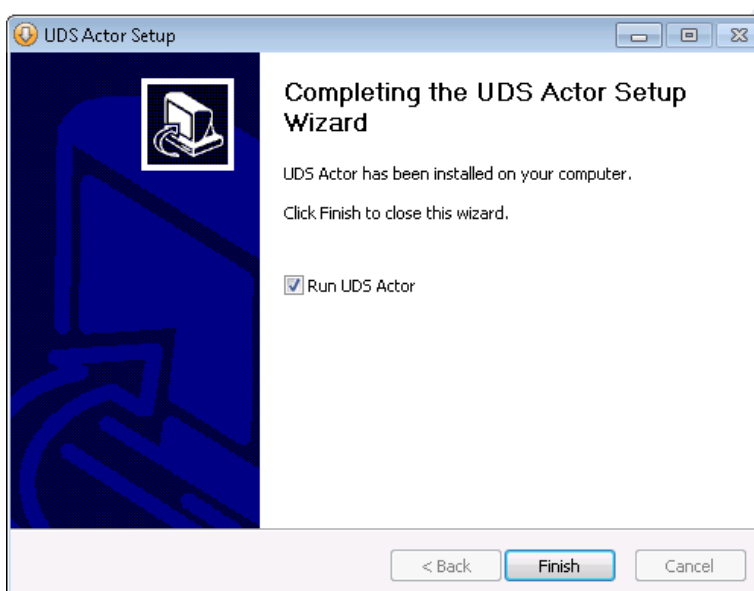 UDS Actor Setup
Completing the UDS Actor Setup
Wizard
UDS Actor has been installed on your computer.
Click Finish to close this wizard.
Run UDS Actor
< Back
Finish
Cancel